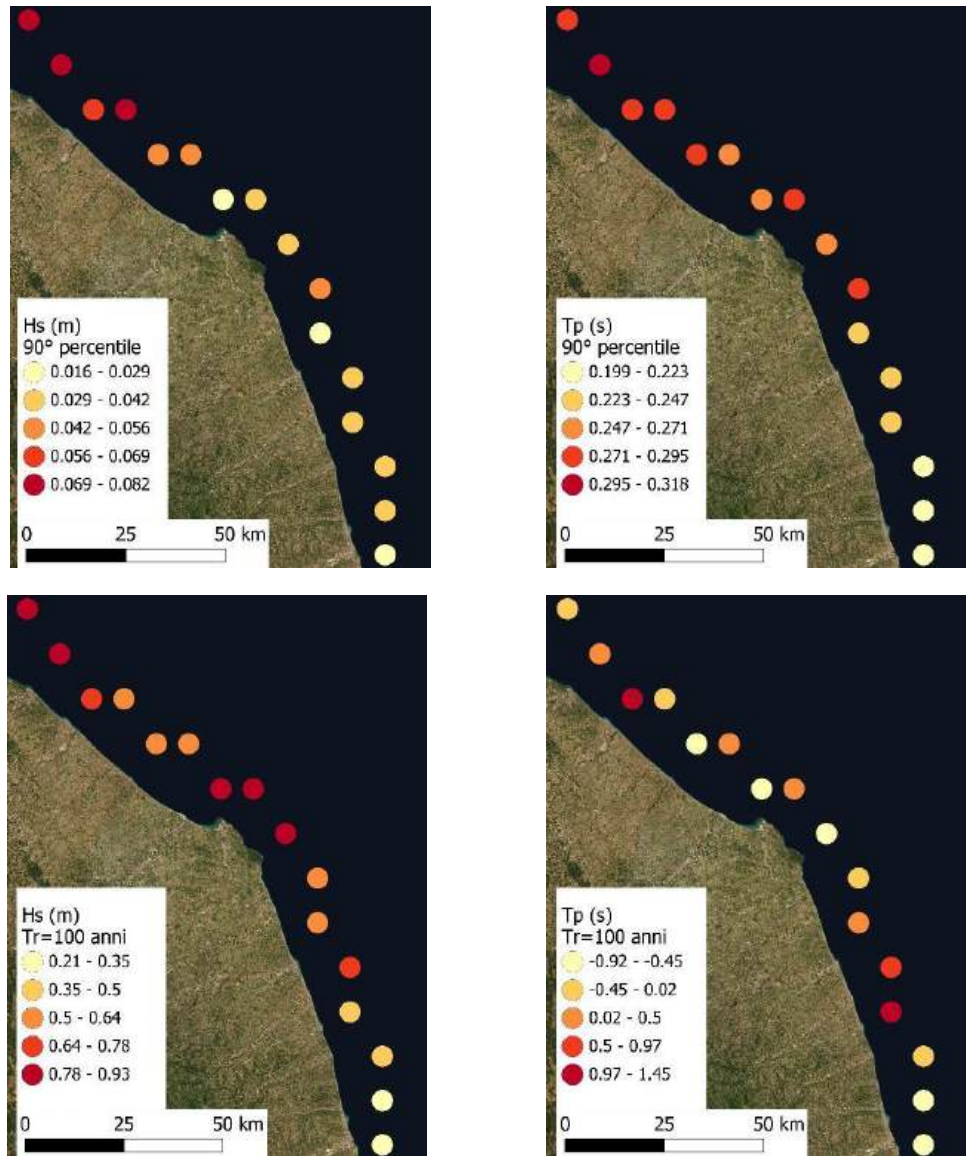 Hs (m)
90° percentile
0.016 - 0.029
0.029 - 0.042
0.042 - 0.056
0.056 - 0.069
0.069 - 0.082
0 25 50 km
Tp (s)
90° percentile
0.199 - 0.223
0.223 - 0.247
0.247 - 0.271
0.271 - 0.295
0.295 - 0.318
0 25 50 km
Hs (m)
Tr=100 anni
0.21 - 0.35
0.35 - 0.5
0.5 - 0.64
0.64 - 0.78
0.78 - 0.93
0 25 50 km
Tp (s)
Tr=100 anni
-0.92 - -0.45
-0.45 - 0.02
0.02 - 0.5
0.5 - 0.97
0.97 - 1.45
0 25 50 km